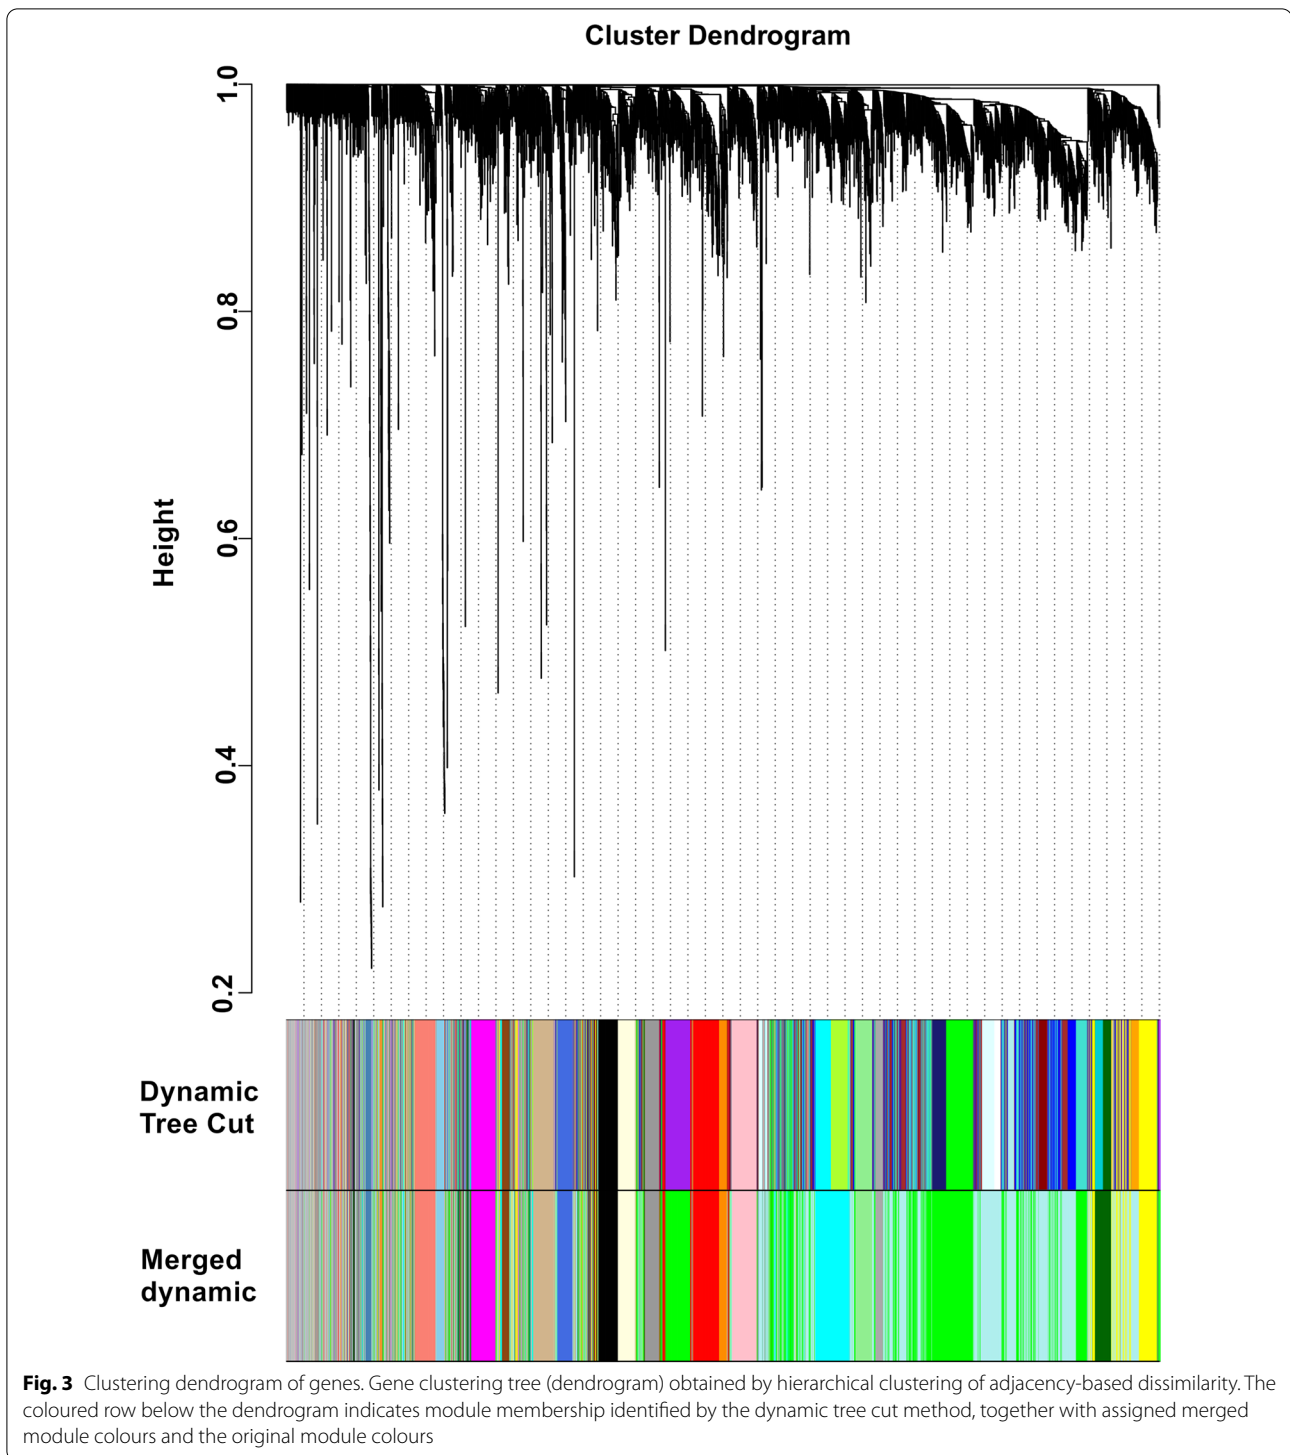 Cluster Dendrogram
1.0
0.8
0.6
0.4
0.2
Height
Dynamic
Tree Cut
Merged
dynamic
Fig. 3 Clustering dendrogram of genes. Gene clustering tree (dendrogram) obtained by hierarchical clustering of adjacency-based dissimilarity. The
coloured row below the dendrogram indicates module membership identified by the dynamic tree cut method, together with assigned merged
module colours and the original module colours